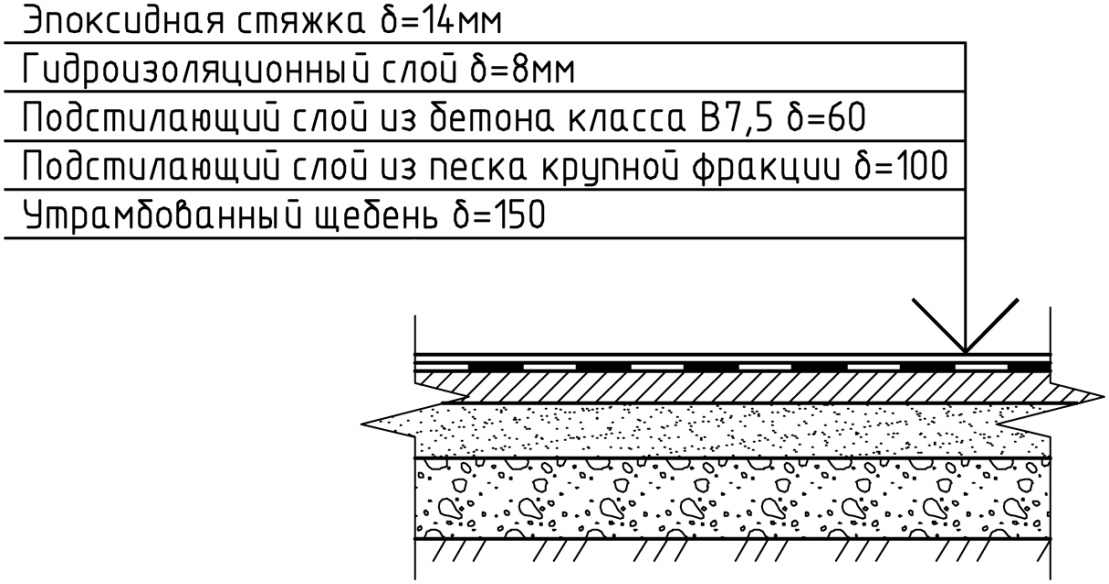 Эпоксидная стяжка δ=14мм
Гидроизоляционный слой δ=8мм
Подстилающий слой из бетона класса В7,5 δ=60
Подстилающий слой из песка крупной фракции δ=100
Утрамбованный щебень δ=150